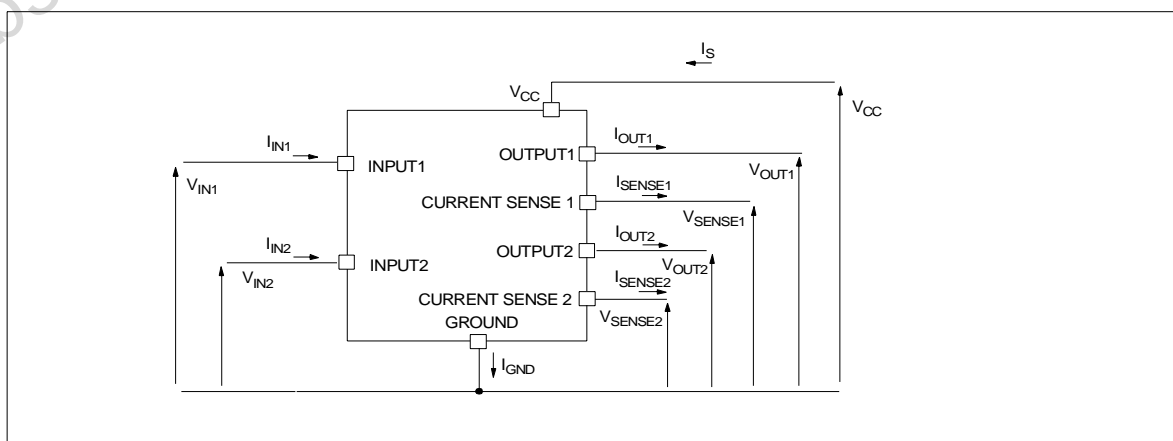 I_S
V_CC
V_CC
I_IN1
I_OUT1
OUTPUT1
INPUT1
V_IN1
V_OUT1
I_SENSE1
CURRENT SENSE 1
V_SENSE1
I_IN2
I_OUT2
OUTPUT2
INPUT2
V_IN2
V_OUT2
I_SENSE2
CURRENT SENSE 2
V_SENSE2
GROUND
I_GND